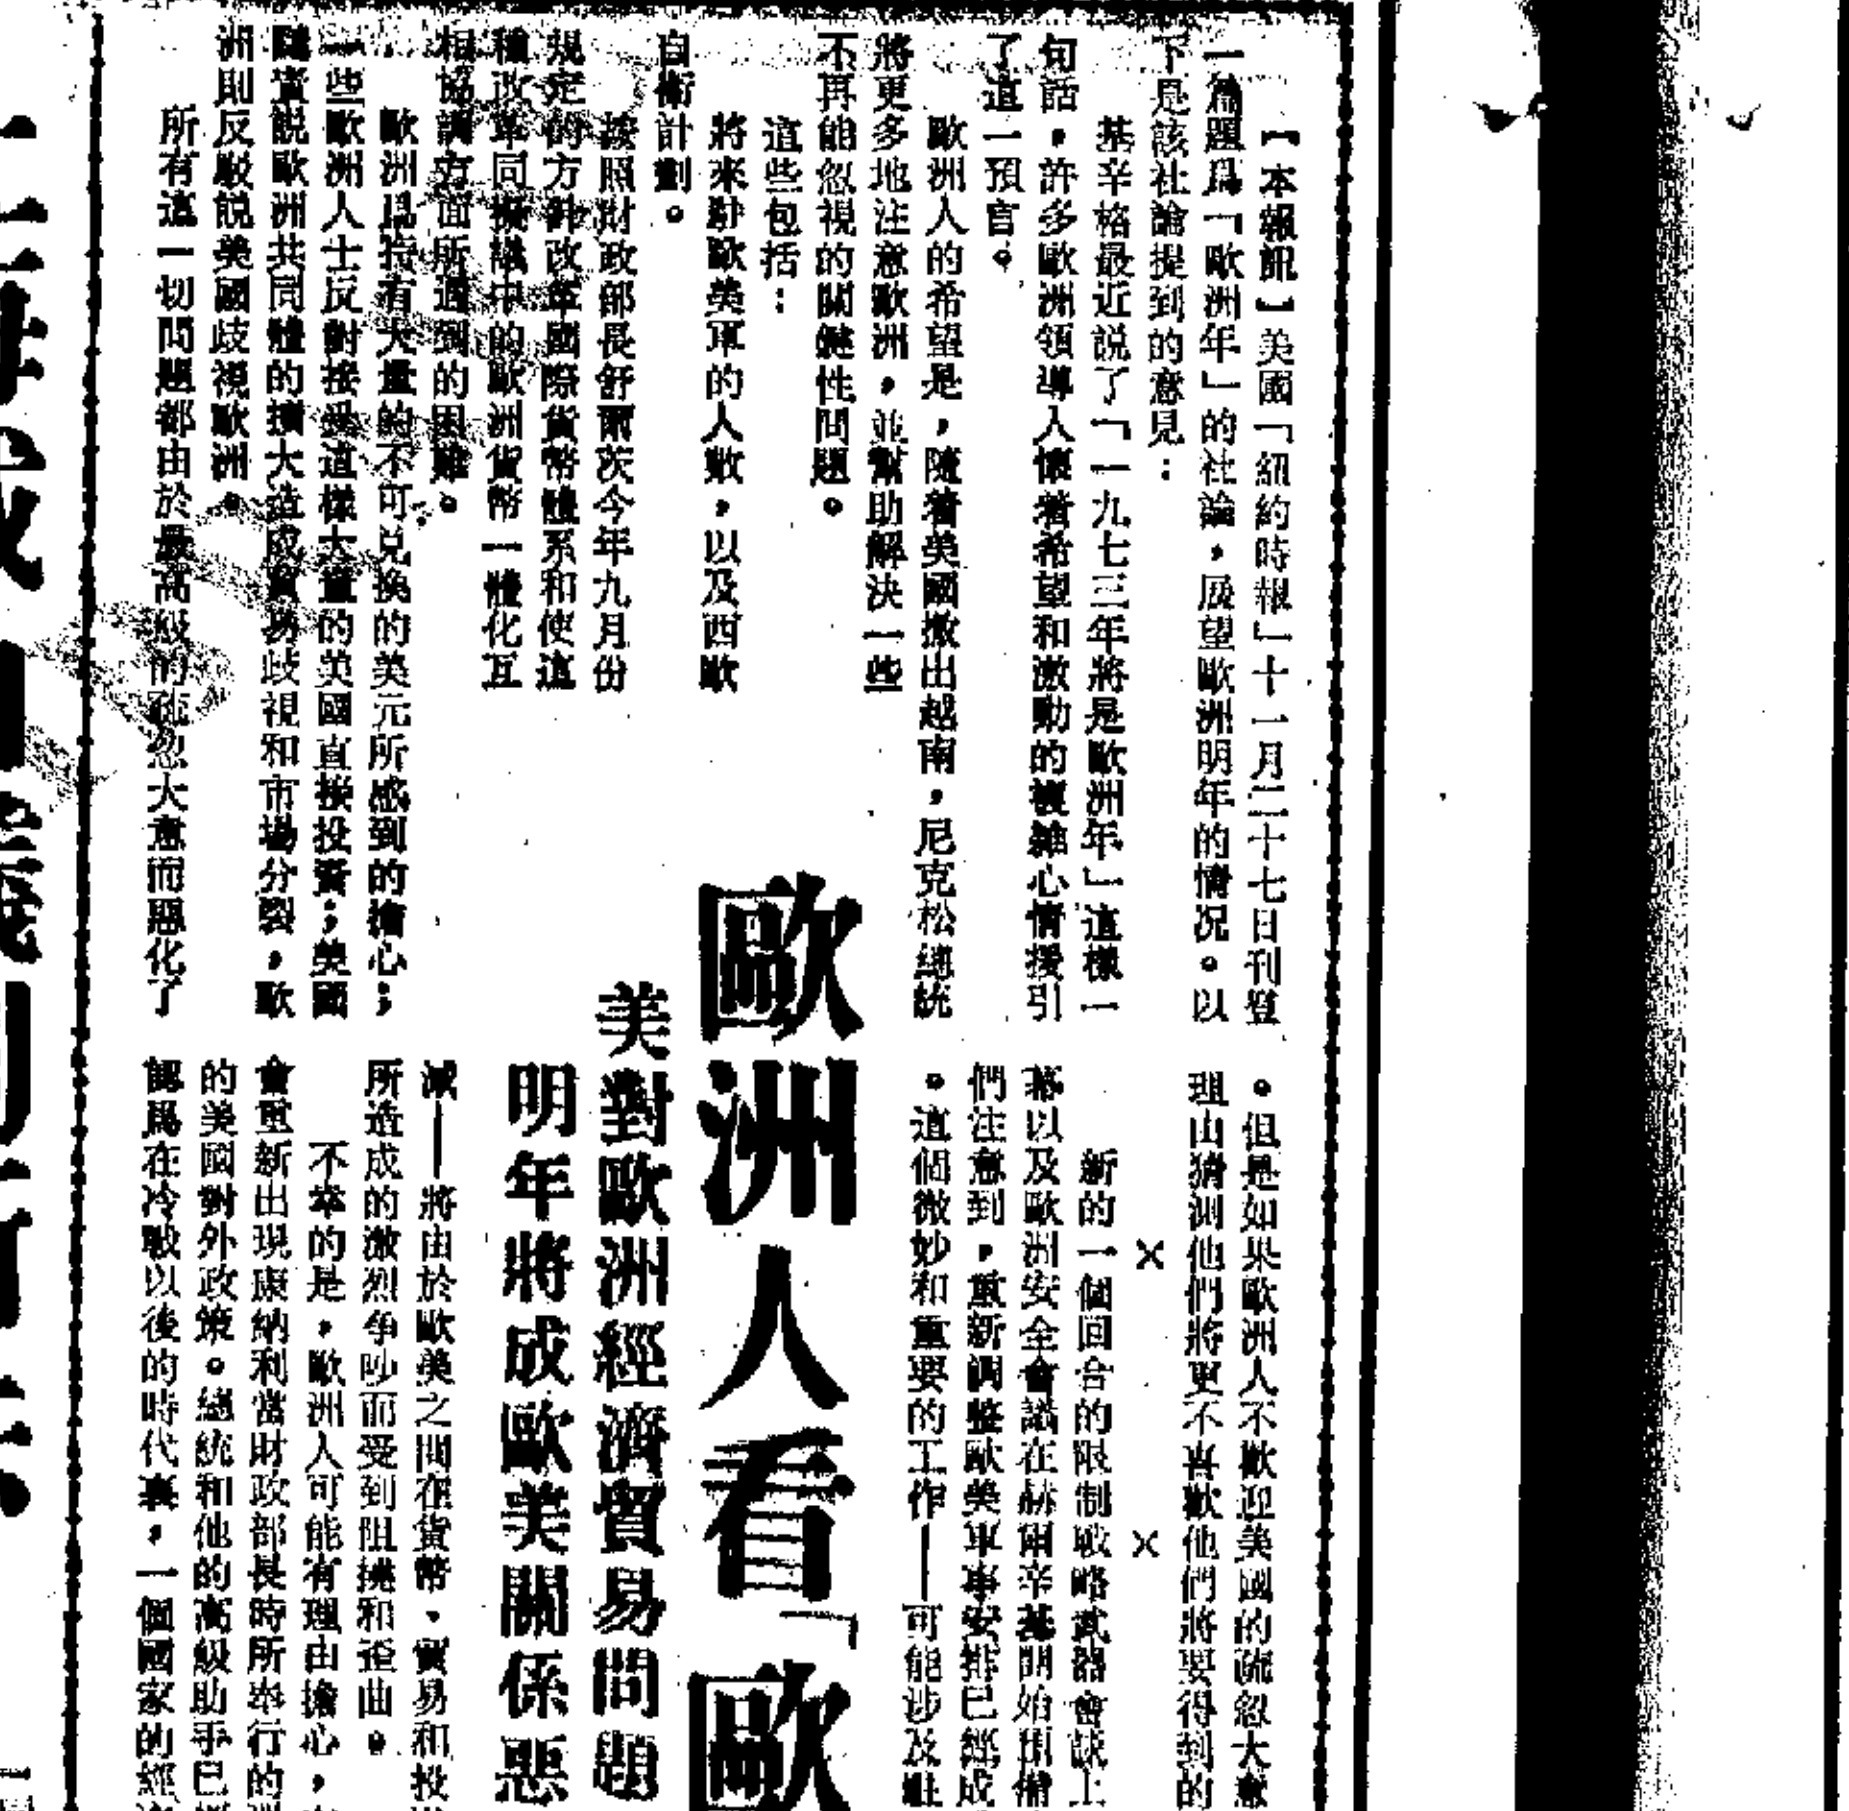 【本報訊】美國「紐約時報」十一月二十七日刊登
一篇題爲「歐洲年」的社論，展望歐洲明年的情况。以
下是該社論提到的意見：
基辛格最近説了「一九七三年將是歐洲年」這樣一
句話，許多歐洲領導人懷着希望和激動的複雜心情援引
了這一預言。
歐洲人的希望是，隨着美國撤出越南，尼克松總統
將更多地注意歐洲，並幫助解決一些
不再能忽視的關鍵性問題。
這些包括：
將來駐歐美軍的人數，以及西歐
自衛計劃。
按照財政部長舒爾茨今年九月份
規定的方針改革國際貨幣體系和使這
種改革同擬議中的歐洲貨幣一體化互
相協調方面所遇到的困難。
歐洲爲持有大量的不可兑換的美元所感到的擔心；
一些歐洲人士反對接受這樣大量的美國直接投資；美國
責説歐洲共同體的擴大造成貿易歧視和市場分裂，歐
洲則反駁説美國歧視歐洲。
所有這一切問題都由於最高級的疏忽大意而惡化了
歐洲人看「歐
美對歐洲經濟貿易問題
明年將成歐美關係惡
。但是如果歐洲人不歡迎美國的疏忽大意
理由猜測他們將更不喜歡他們將要得到的
× ×
新的一個回合的限制戰略武器會談上
幕以及歐洲安全會議在赫爾辛基開始預備
們注意到，重新調整歐美軍事安排已經成
。這個微妙和重要的工作——可能涉及駐
減——將由於歐美之間在貨幣、貿易和投
所造成的激烈争吵而受到阻撓和歪曲。
不幸的是，歐洲人可能有理由擔心，
會重新出現康納利當財政部長時所奉行的
的美國對外政策。總統和他的高級助手已
認爲在冷戰以後的時代裏，一個國家的經